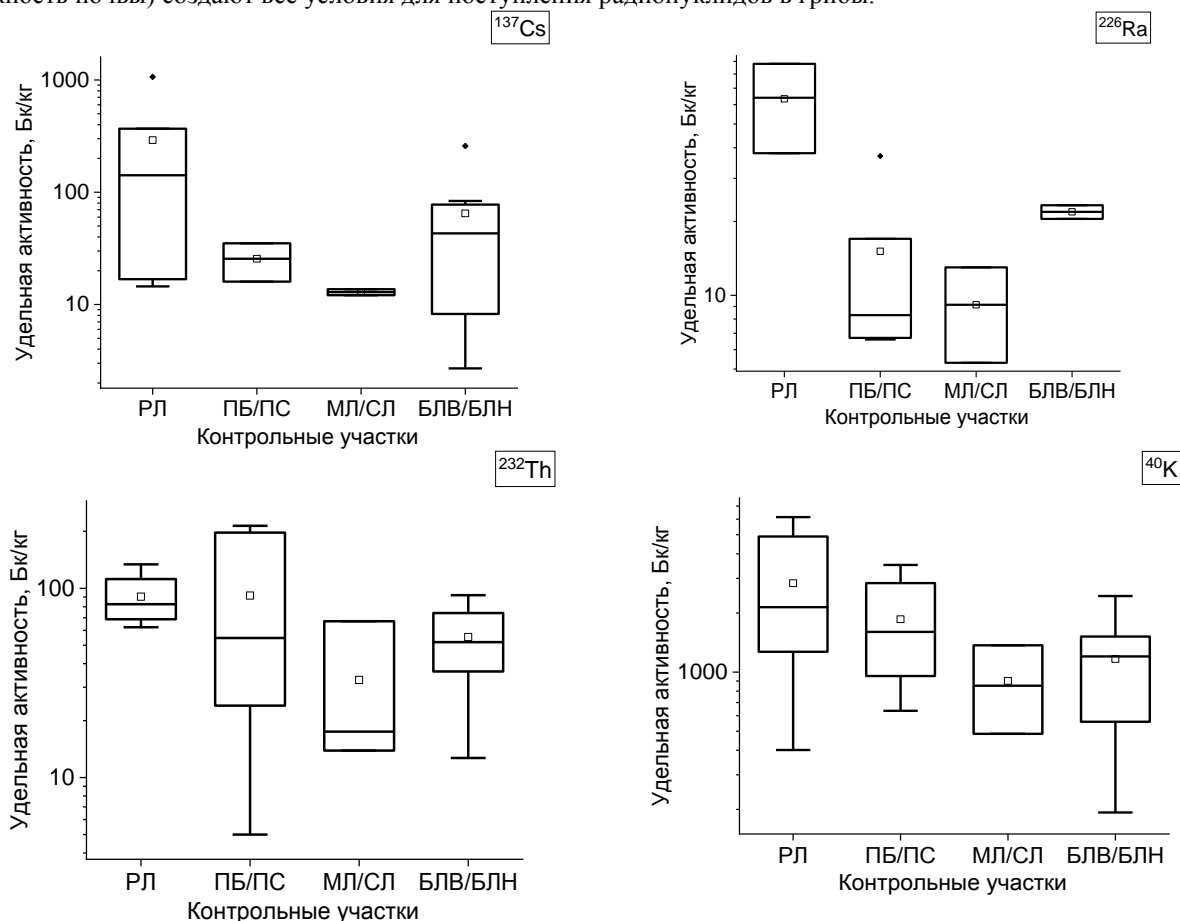 почвы) создают все условия для поступления радионуклидов в грибы.
¹³⁷Cs
Удельная активность, Бк/кг
1000
100
10
РЛ ПБ/ПС МЛ/СЛ БЛВ/БЛН
Контрольные участки
²²⁶Ra
Удельная активность, Бк/кг
10
РЛ ПБ/ПС МЛ/СЛ БЛВ/БЛН
Контрольные участки
²³²Th
Удельная активность, Бк/кг
100
10
РЛ ПБ/ПС МЛ/СЛ БЛВ/БЛН
Контрольные участки
⁴⁰K
Удельная активность, Бк/кг
1000
РЛ ПБ/ПС МЛ/СЛ БЛВ/БЛН
Контрольные участки